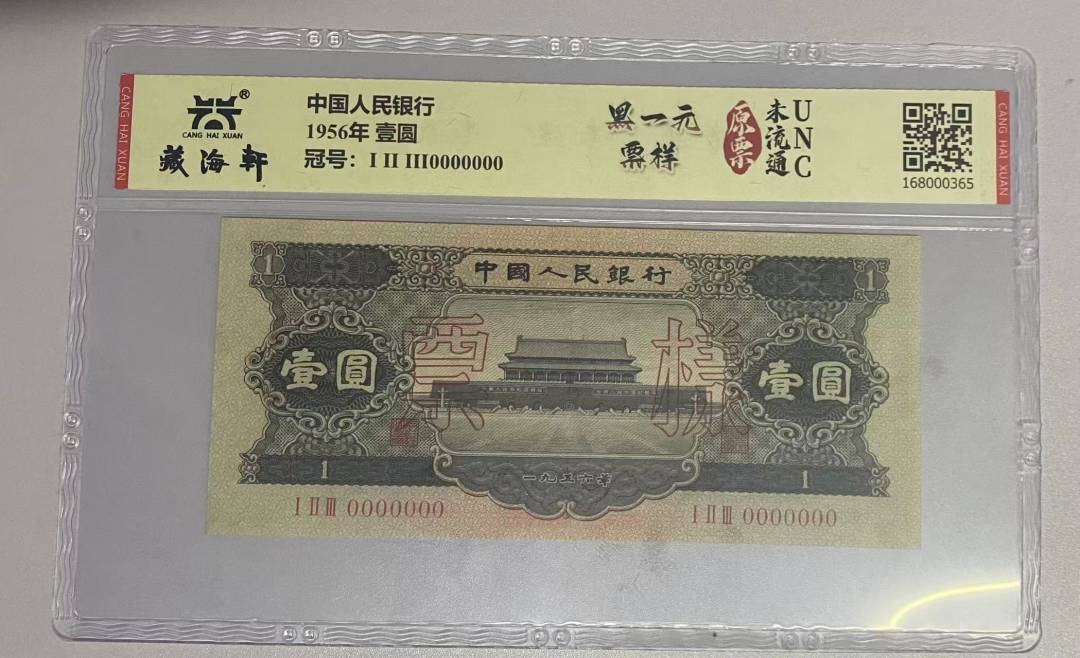 CANG HAI XUAN
CANG HAI XUAN
藏海軒
中国人民银行
1956年 壹圆
冠号：I II III0000000
黑一元
票样
原票
未流通
UNC
168000365
CANG HAI XUAN
1
中國人民銀行
1
票樣
壹圓
壹圓
1
一九五六年
1
I II III 0000000
I II III 0000000